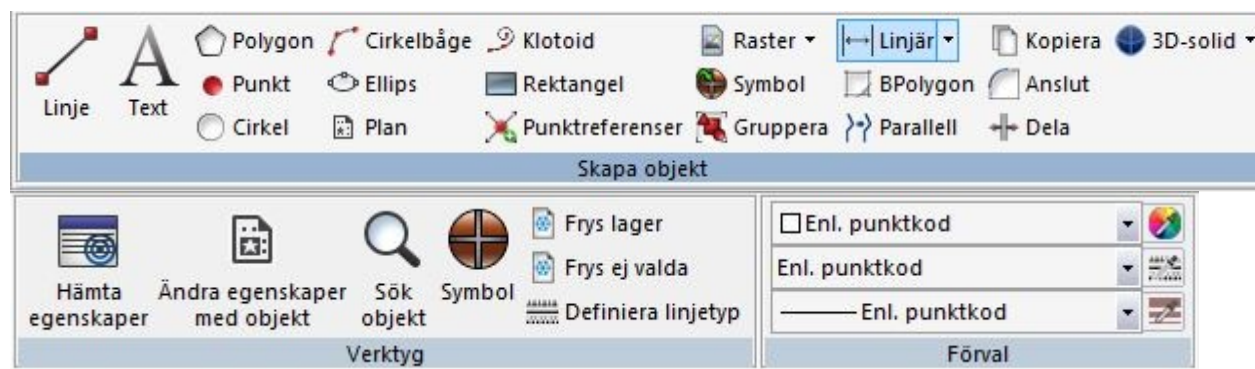 Linje
Text
Polygon
Punkt
Cirkel
Cirkelbåge
Ellips
Plan
Klotoid
Rektangel
Punktreferenser
Raster
Symbol
Gruppera
Linjär
BPolygon
Parallell
Kopiera
Anslut
Dela
3D-solid
Skapa objekt
Hämta
egenskaper
Ändra egenskaper
med objekt
Sök
objekt
Symbol
Frys lager
Frys ej valda
Definiera linjetyp
Verktyg
Enl. punktkod
Enl. punktkod
Enl. punktkod
Förval